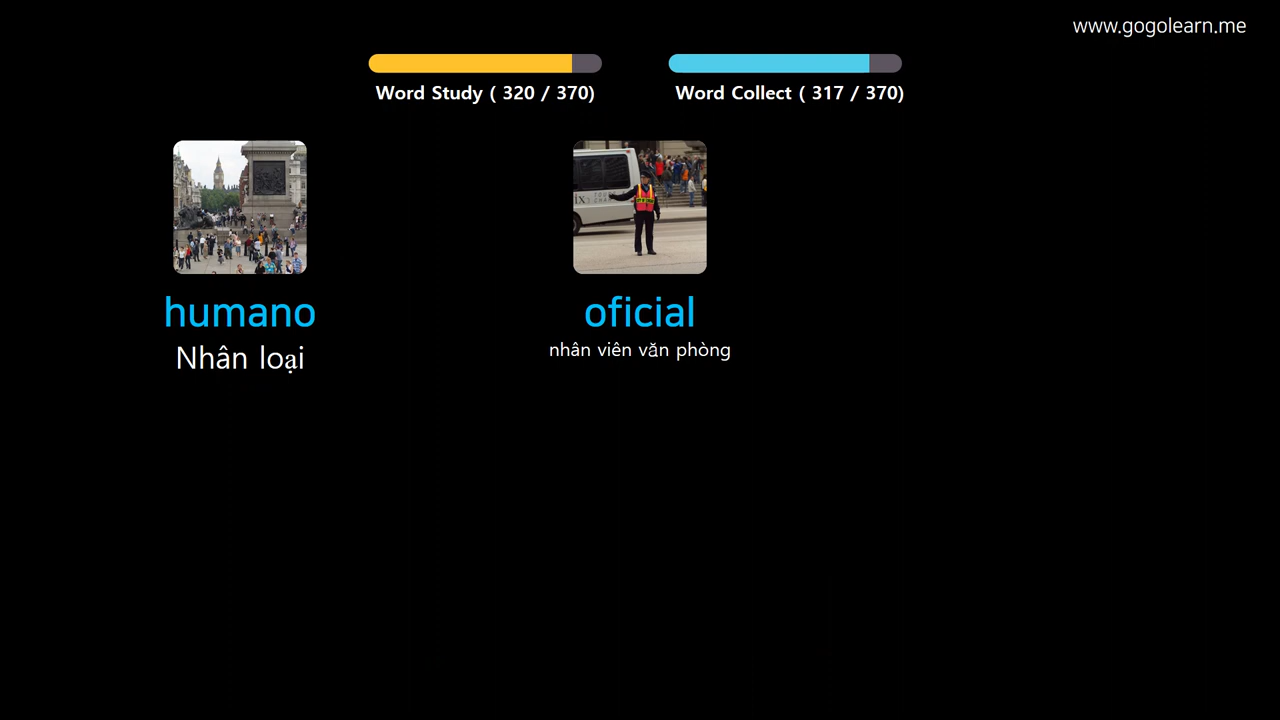 www.gogolearn.me
Word Study ( 320 / 370)
Word Collect ( 317 / 370)
humano
Nhân loại
oficial
nhân viên văn phòng